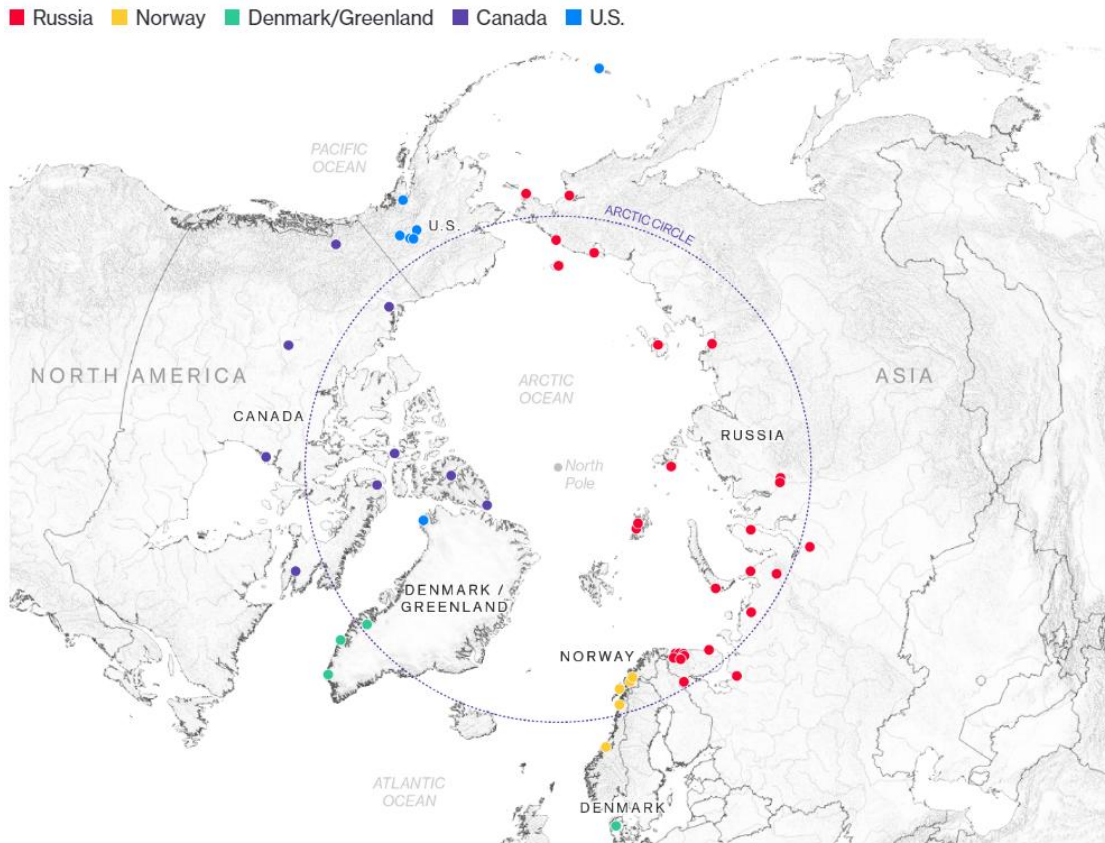 Russia Norway Denmark/Greenland Canada U.S.
PACIFIC
OCEAN
U.S.
ARCTIC CIRCLE
NORTH AMERICA
ARCTIC
OCEAN
ASIA
CANADA
RUSSIA
North
Pole
DENMARK /
GREENLAND
NORWAY
ATLANTIC
OCEAN
DENMARK